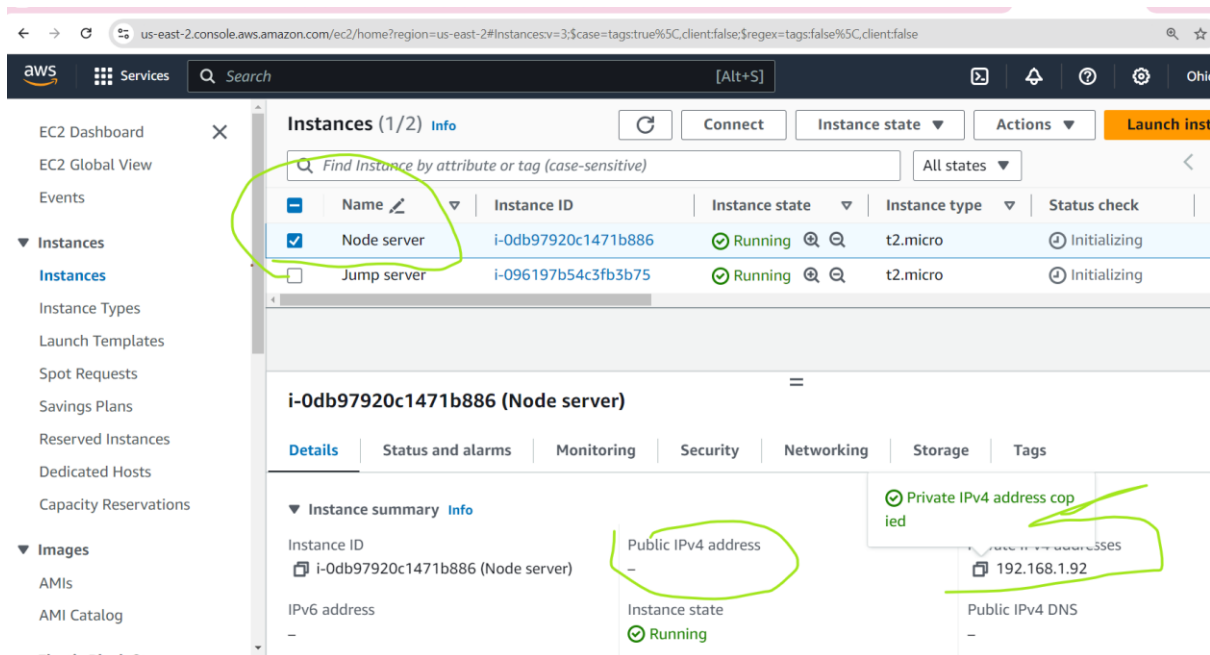 us-east-2.console.aws.amazon.com/ec2/home?region=us-east-2#Instances:v=3;$case=tags:true%5C,client:false;$regex=tags:false%5C,client:false
aws Services Search [Alt+S]
EC2 Dashboard
EC2 Global View
Events
Instances
Instances
Instance Types
Launch Templates
Spot Requests
Savings Plans
Reserved Instances
Dedicated Hosts
Capacity Reservations
Images
AMIs
AMI Catalog
Instances (1/2) Info Connect Instance state Actions
Find Instance by attribute or tag (case-sensitive) All states
Name Instance ID Instance state Instance type Status check
Node server i-0db97920c1471b886 Running t2.micro Initializing
Jump server i-096197b54c3fb3b75 Running t2.micro Initializing
i-0db97920c1471b886 (Node server)
Details Status and alarms Monitoring Security Networking Storage Tags
Private IPv4 address cop
ied
Instance summary Info
Instance ID Public IPv4 address
i-0db97920c1471b886 (Node server) – 192.168.1.92
IPv6 address Instance state Public IPv4 DNS
– Running –